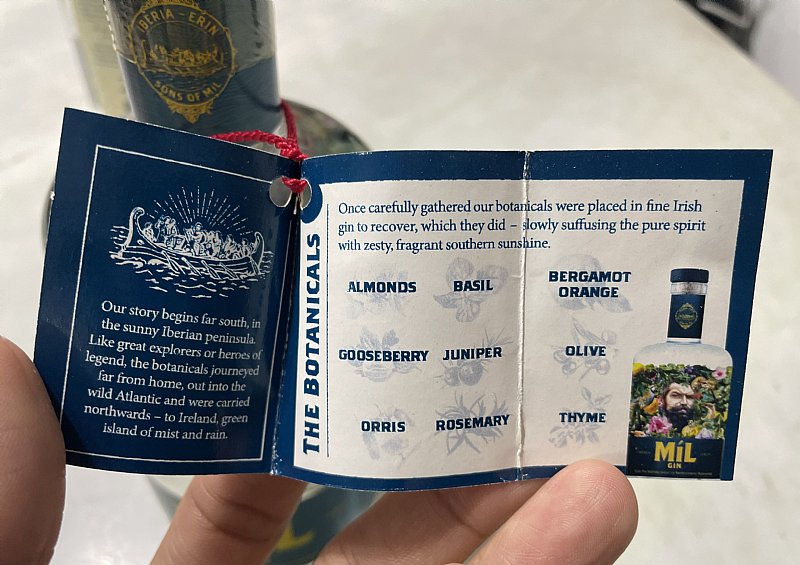 IBERIA – ERIN
SONS OF MIL
Our story begins far south, in
the sunny Iberian peninsula.
Like great explorers or heroes of
legend, the botanicals journeyed
far from home, out into the
wild Atlantic and were carried
northwards – to Ireland, green
island of mist and rain.
THE BOTANICALS
Once carefully gathered our botanicals were placed in fine Irish
gin to recover, which they did – slowly suffusing the pure spirit
with zesty, fragrant southern sunshine.
ALMONDS
BASIL
BERGAMOT
ORANGE
GOOSEBERRY
JUNIPER
OLIVE
ORRIS
ROSEMARY
THYME
MíL
GIN